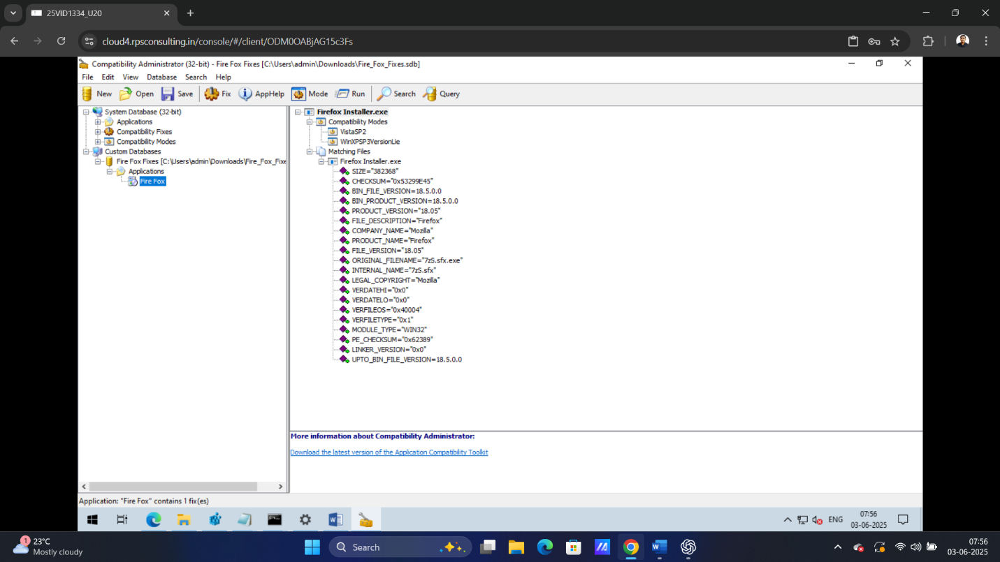 25VID1334_U20
cloud4.rpsconsulting.in/console/#/client/ODM0OABjAG15c3Fs
Compatibility Administrator (32-bit) - Fire Fox Fixes [C:\Users\admin\Downloads\Fire_Fox_Fixes.sdb]
File Edit View Database Search Help
New Open Save Fix AppHelp Mode Run Search Query
System Database (32-bit)
Applications
Compatibility Fixes
Compatibility Modes
Custom Databases
Fire Fox Fixes [C:\Users\admin\Downloads\Fire_Fox_Fixe
Applications
Fire Fox
Firefox Installer.exe
Compatibility Modes
VistaSP2
WinXPSP3VersionLie
Matching Files
Firefox Installer.exe
SIZE="382368"
CHECKSUM="0x53299E45"
BIN_FILE_VERSION=18.5.0.0
BIN_PRODUCT_VERSION=18.5.0.0
PRODUCT_VERSION="18.05"
FILE_DESCRIPTION="Firefox"
COMPANY_NAME="Mozilla"
PRODUCT_NAME="Firefox"
FILE_VERSION="18.05"
ORIGINAL_FILENAME="7zS.sfx.exe"
INTERNAL_NAME="7zS.sfx"
LEGAL_COPYRIGHT="Mozilla"
VERDATEHI="0x0"
VERDATELO="0x0"
VERFILEOS="0x40004"
VERFILETYPE="0x1"
MODULE_TYPE="WIN32"
PE_CHECKSUM="0x62389"
LINKER_VERSION="0x0"
UPTO_BIN_FILE_VERSION=18.5.0.0
More information about Compatibility Administrator:
Download the latest version of the Application Compatibility Toolkit
Application: "Fire Fox" contains 1 fix(es)
ENG
07:56
03-06-2025
1
23°C
Mostly cloudy
Search
07:56
03-06-2025